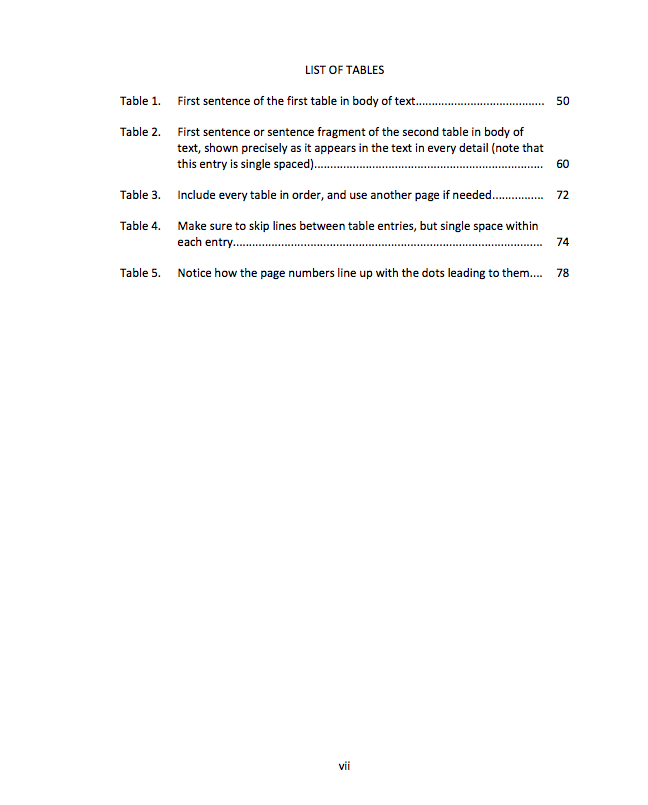 LIST OF TABLES
Table 1. First sentence of the first table in body of text........................................ 50
Table 2. First sentence or sentence fragment of the second table in body of
text, shown precisely as it appears in the text in every detail (note that
this entry is single spaced)....................................................................... 60
Table 3. Include every table in order, and use another page if needed................ 72
Table 4. Make sure to skip lines between table entries, but single space within
each entry................................................................................................ 74
Table 5. Notice how the page numbers line up with the dots leading to them.... 78
vii